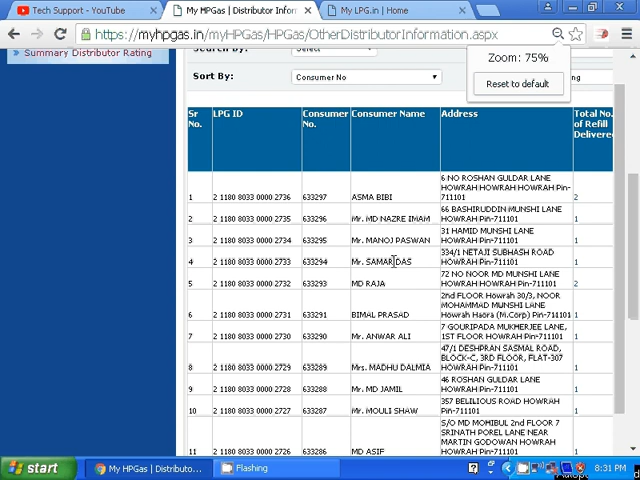 Tech Support - YouTube
My HPGas | Distributor Infor
My LPG.in | Home
https://myhpgas.in/myHPGas/HPGas/OtherDistributorInformation.aspx
Zoom: 75%
Reset to default
Summary Distributor Rating
Search By:
Select
Sort By:
Consumer No
Sr No.
LPG ID
Consumer No.
Consumer Name
Address
Total No. of Refill Delivere
6 NO ROSHAN GULDAR LANE
HOWRAH HOWRAH HOWRAH Pin-
1 2 1180 8033 0000 2736 633297 ASMA BIBI 711101 2
66 BASHIRUDDIN MUNSHI LANE
2 2 1180 8033 0000 2735 633296 Mr. MD NAZRE IMAM HOWRAH Pin-711101 1
31 HAMID MUNSHI LANE
3 2 1180 8033 0000 2734 633295 Mr. MANOJ PASWAN HOWRAH Pin-711101 1
334/1 NETAJI SUBHASH ROAD
4 2 1180 8033 0000 2733 633294 Mr. SAMAR DAS HOWRAH Pin-711101 1
72 NO NOOR MD MUNSHI LANE
5 2 1180 8033 0000 2732 633293 MD RAJA HOWRAH Pin-711101 2
2nd FLOOR Howrah 30/3, NOOR
MOHAMMAD MUNSHI LANE
6 2 1180 8033 0000 2731 633291 BIMAL PRASAD Howrah Haora (M.Corp) Pin-711101 1
7 GOURIPADA MUKHERJEE LANE,
7 2 1180 8033 0000 2730 633290 Mr. ANWAR ALI 1ST FLOOR HOWRAH Pin-711101 1
47/1 DESHPRAN SASMAL ROAD,
BLOCK-C, 3RD FLOOR, FLAT-307
8 2 1180 8033 0000 2729 633289 Mrs. MADHU DALMIA HOWRAH Pin-711101 1
46 ROSHAN GULDAR LANE
9 2 1180 8033 0000 2728 633288 Mr. MD JAMIL HOWRAH Pin-711101 1
357 BELILIOUS ROAD HOWRAH
10 2 1180 8033 0000 2727 633287 Mr. MOULI SHAW Pin-711101 1
S/O MD MOHIBUL 2nd FLOOR 7
SRINATH POREL LANE NEAR
MARTIN GODOWAN HOWRAH
11 2 1180 8033 0000 2726 633286 MD ASIF HOWRAH Pin-711101 1
start
My HPGas | Distributo...
Flashing
8:31 PM